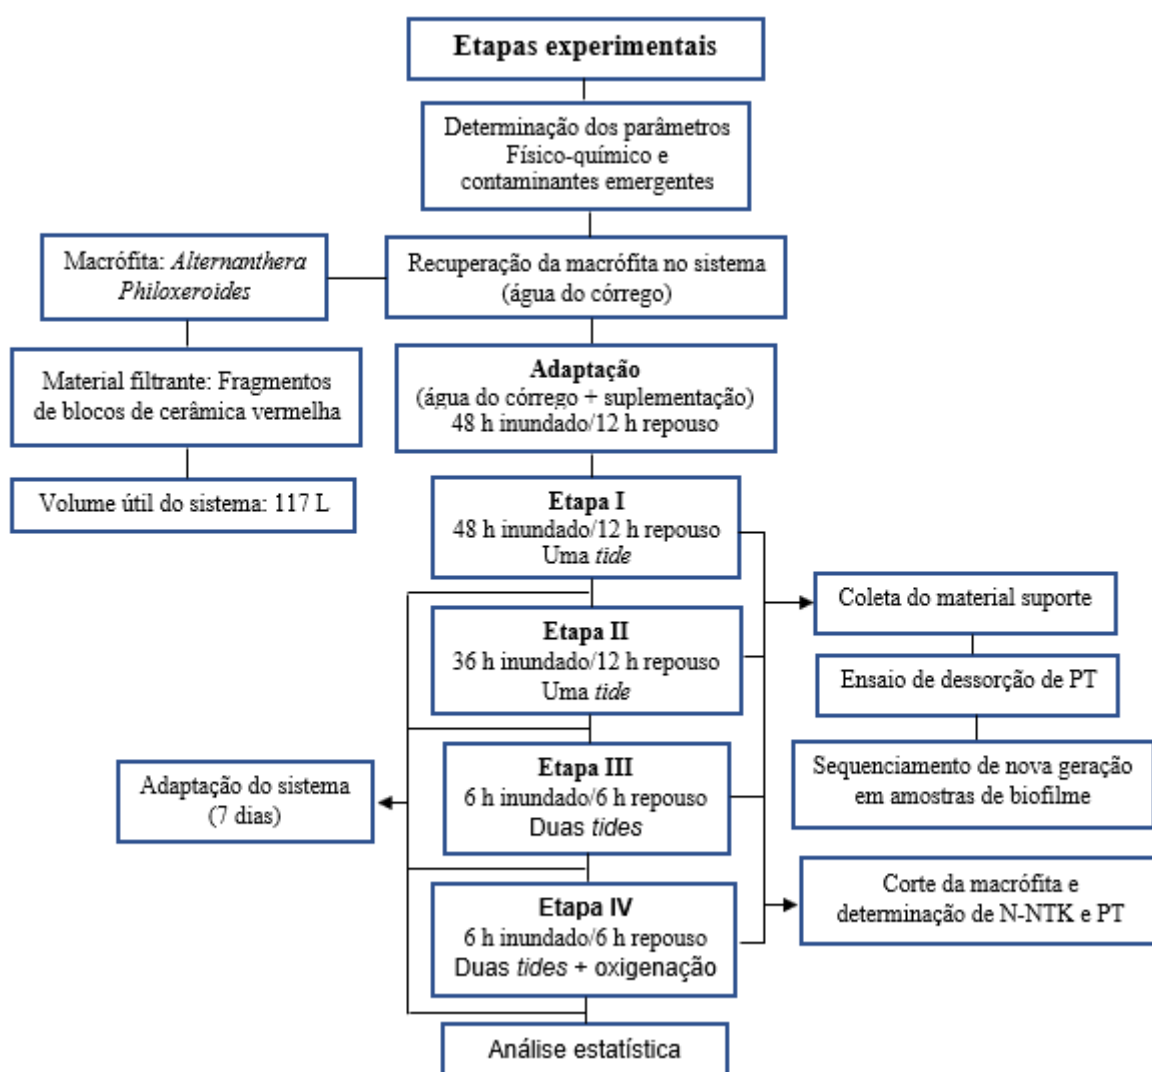 Etapas experimentais
Determinação dos parâmetros
Físico-químico e
contaminantes emergentes
Macrófita: Alternanthera
Philoxeroides
Recuperação da macrófita no sistema
(água do córrego)
Material filtrante: Fragmentos
de blocos de cerâmica vermelha
Volume útil do sistema: 117 L
Adaptação
(água do córrego + suplementação)
48 h inundado/12 h repouso
Etapa I
48 h inundado/12 h repouso
Uma tide
Etapa II
36 h inundado/12 h repouso
Uma tide
Etapa III
6 h inundado/6 h repouso
Duas tides
Etapa IV
6 h inundado/6 h repouso
Duas tides + oxigenação
Adaptação do sistema
(7 dias)
Coleta do material suporte
Ensaio de dessorção de PT
Sequenciamento de nova geração
em amostras de biofilme
Corte da macrófita e
determinação de N-NTK e PT
Análise estatística